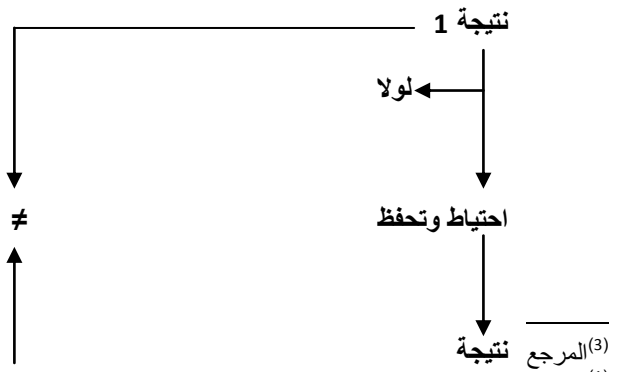 نتيجة 1
لولا
احتياط وتحفظ
≠
نتيجة
(3)المرجع